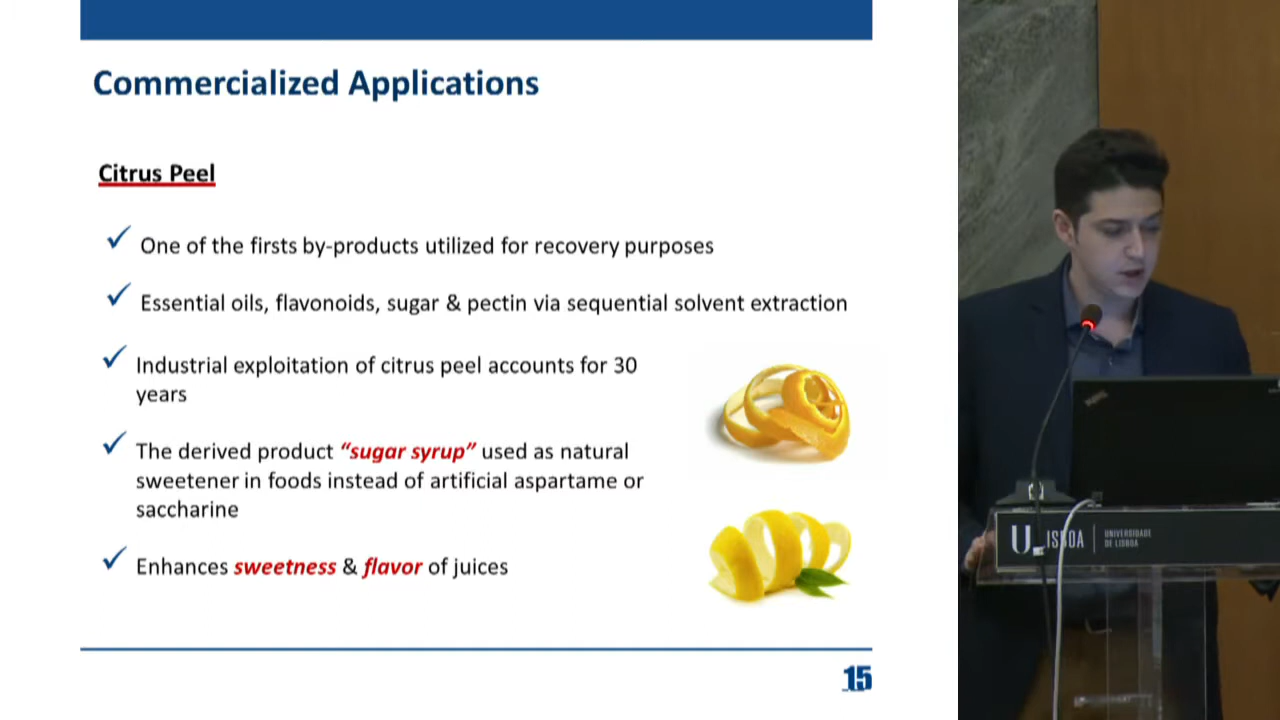 Commercialized Applications
Citrus Peel
One of the firsts by-products utilized for recovery purposes
Essential oils, flavonoids, sugar & pectin via sequential solvent extraction
Industrial exploitation of citrus peel accounts for 30
years
The derived product “sugar syrup” used as natural
sweetener in foods instead of artificial aspartame or
saccharine
Enhances sweetness & flavor of juices
15
U LISBOA
UNIVERSIDADE
DE LISBOA